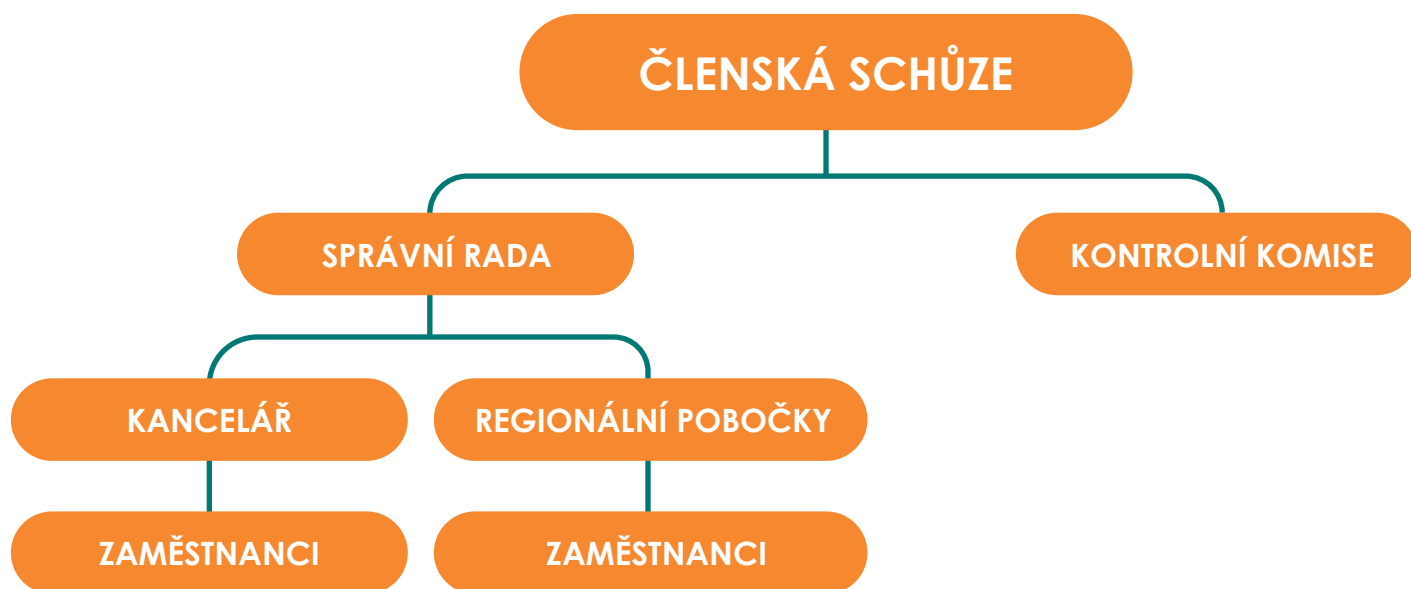 ČLENSKÁ SCHŮZE
SPRÁVNÍ RADA
KONTROLNÍ KOMISE
KANCELÁŘ
REGIONÁLNÍ POBOČKY
ZAMĚSTNANCI
ZAMĚSTNANCI